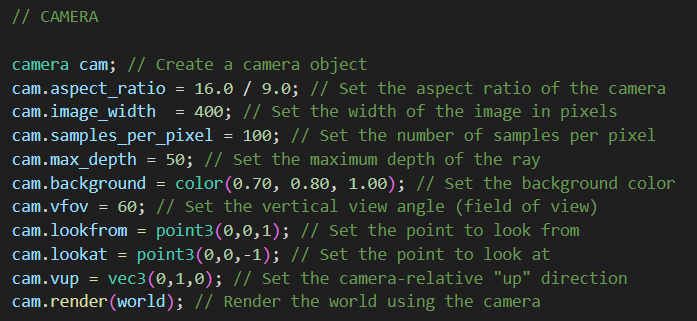 // CAMERA
camera cam; // Create a camera object
cam.aspect_ratio = 16.0 / 9.0; // Set the aspect ratio of the camera
cam.image_width  = 400; // Set the width of the image in pixels
cam.samples_per_pixel = 100; // Set the number of samples per pixel
cam.max_depth = 50; // Set the maximum depth of the ray
cam.background = color(0.70, 0.80, 1.00); // Set the background color
cam.vfov = 60; // Set the vertical view angle (field of view)
cam.lookfrom = point3(0,0,1); // Set the point to look from
cam.lookat = point3(0,0,-1); // Set the point to look at
cam.vup = vec3(0,1,0); // Set the camera-relative "up" direction
cam.render(world); // Render the world using the camera